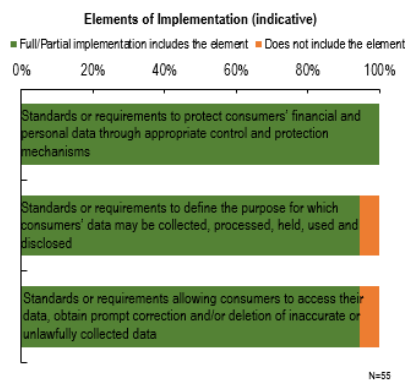 Elements of Implementation (indicative)
Full/Partial implementation includes the element Does not include the element
0% 20% 40% 60% 80% 100%
Standards or requirements to protect consumers' financial and
personal data through appropriate control and protection
mechanisms
Standards or requirements to define the purpose for which
consumers' data may be collected, processed, held, used and
disclosed
Standards or requirements allowing consumers to access their
data, obtain prompt correction and/or deletion of inaccurate or
unlawfully collected data
N=55